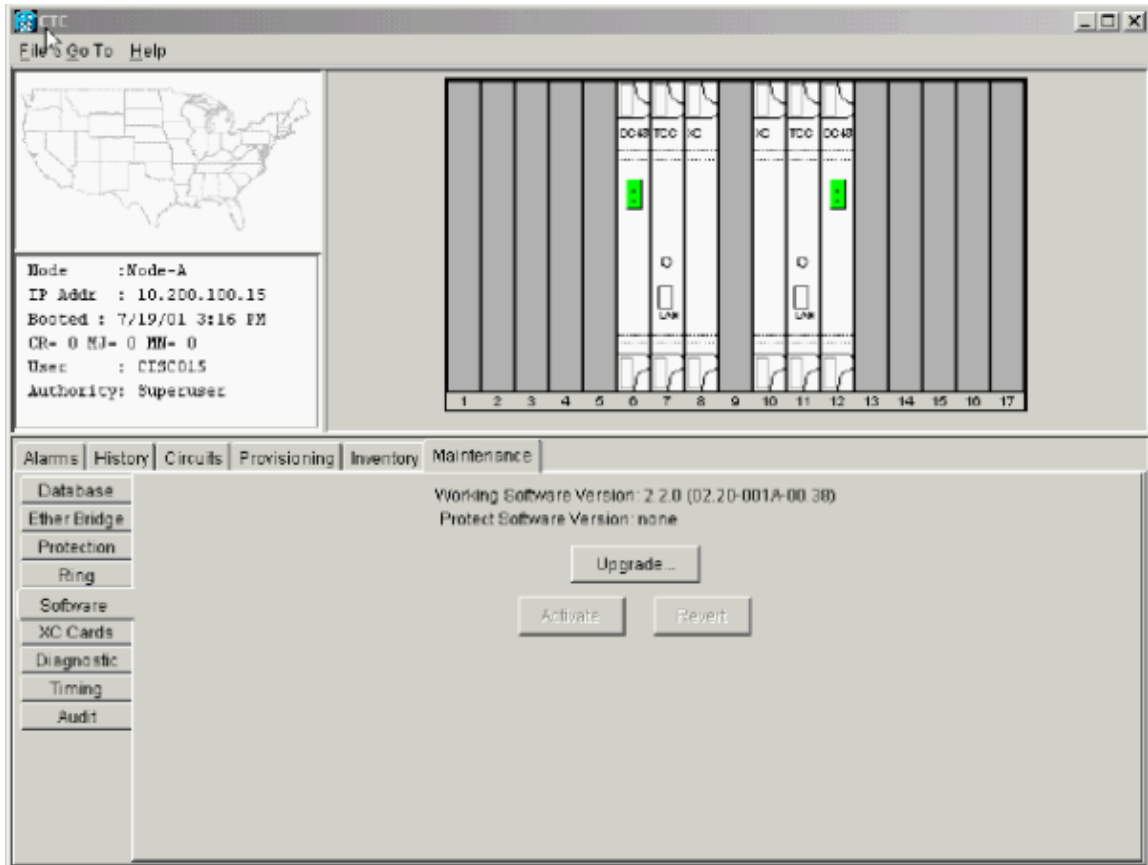 CTC
File Go To Help
OC48 TCC XC XC TCC OC48
LAN LAN
1 2 3 4 5 6 7 8 9 10 11 12 13 14 15 16 17
Node :Node-A
IP Addr : 10.200.100.15
Booted : 7/19/01 3:16 PM
CR- 0 MJ- 0 MN- 0
User : CISCO15
Authority: Superuser
Alarms History Circuits Provisioning Inventory Maintenance
Database
Ether Bridge
Protection
Ring
Software
XC Cards
Diagnostic
Timing
Audit
Working Software Version: 2.2.0 (02.20-001A-00.38)
Protect Software Version: none
Upgrade...
Activate Revert